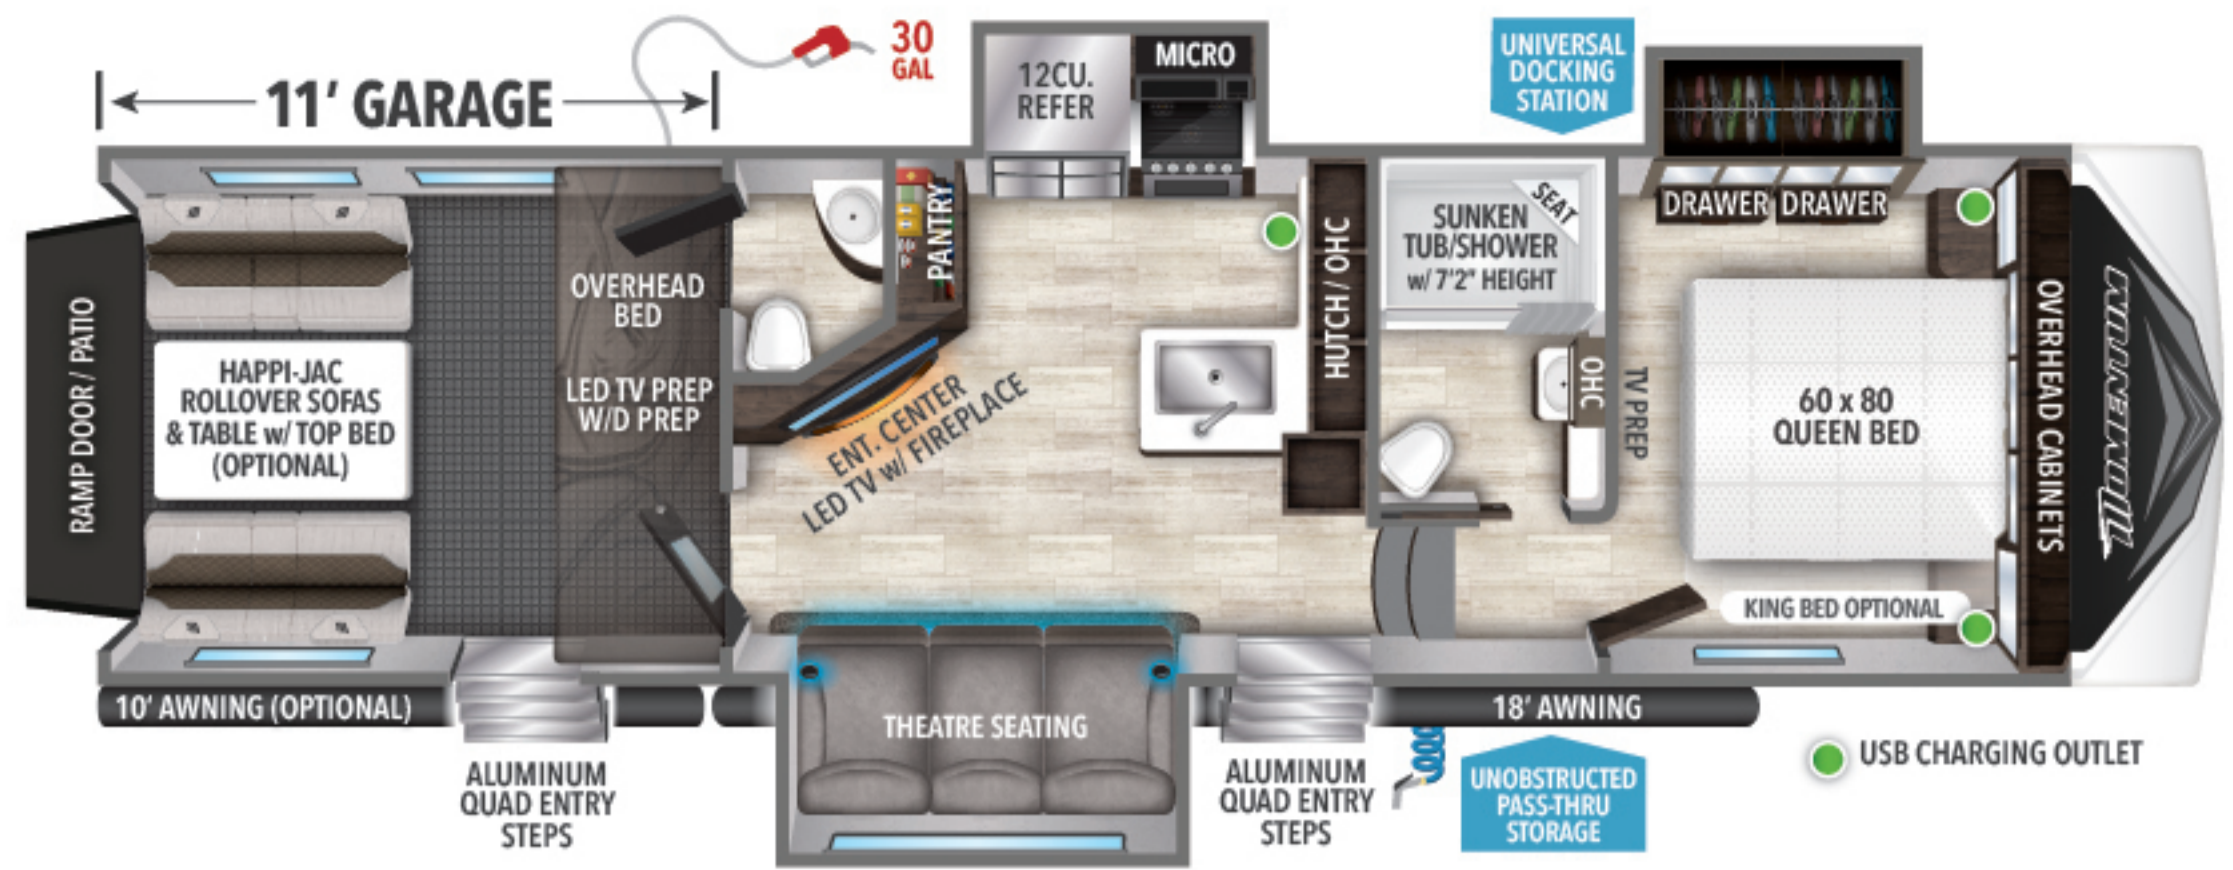 30
GAL
11' GARAGE
12CU.
REFER
MICRO
UNIVERSAL
DOCKING
STATION
DRAWER DRAWER
PANTRY
SEAT
SUNKEN
TUB/SHOWER
w/ 7'2" HEIGHT
HUTCH / OHC
OVERHEAD
BED
LED TV PREP
W/D PREP
RAMP DOOR / PATIO
HAPPI-JAC
ROLLOVER SOFAS
& TABLE w/ TOP BED
(OPTIONAL)
ENT. CENTER
LED TV w/ FIREPLACE
OHC
TV PREP
60 x 80
QUEEN BED
OVERHEAD CABINETS
MOMENTUM
KING BED OPTIONAL
10' AWNING (OPTIONAL)
THEATRE SEATING
18' AWNING
ALUMINUM
QUAD ENTRY
STEPS
ALUMINUM
QUAD ENTRY
STEPS
UNOBSTRUCTED
PASS-THRU
STORAGE
USB CHARGING OUTLET